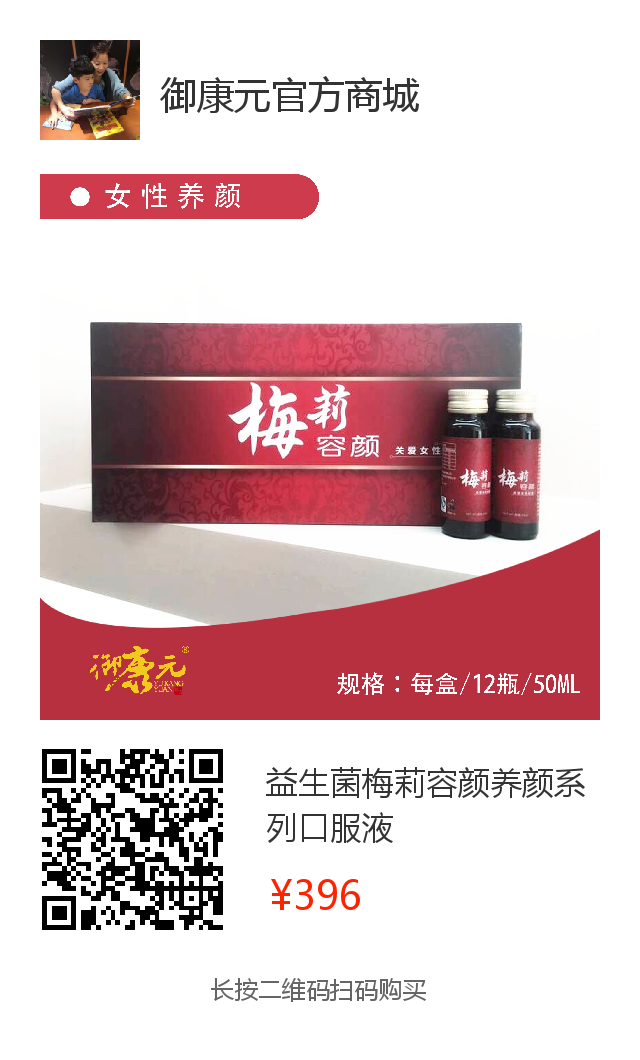 御康元官方商城
女性养颜
梅莉
容颜
关爱女性
梅莉
容颜
梅莉
容颜
御康元®
YUKANG
YUAN
规格：每盒/12瓶/50ML
益生菌梅莉容颜养颜系
列口服液
¥396
长按二维码扫码购买